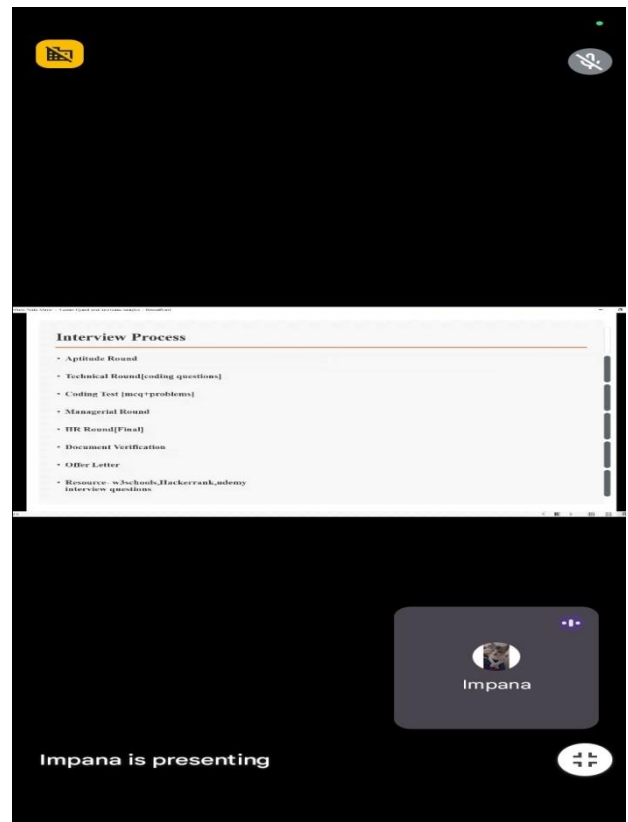 Interview Process
• Aptitude Round
• Technical Round[coding questions]
• Coding Test [mcq+problems]
• Managerial Round
• HR Round[Final]
• Document Verification
• Offer Letter
• Resource- w3schools,Hackerrank,udemy
interview questions
Impana
Impana is presenting